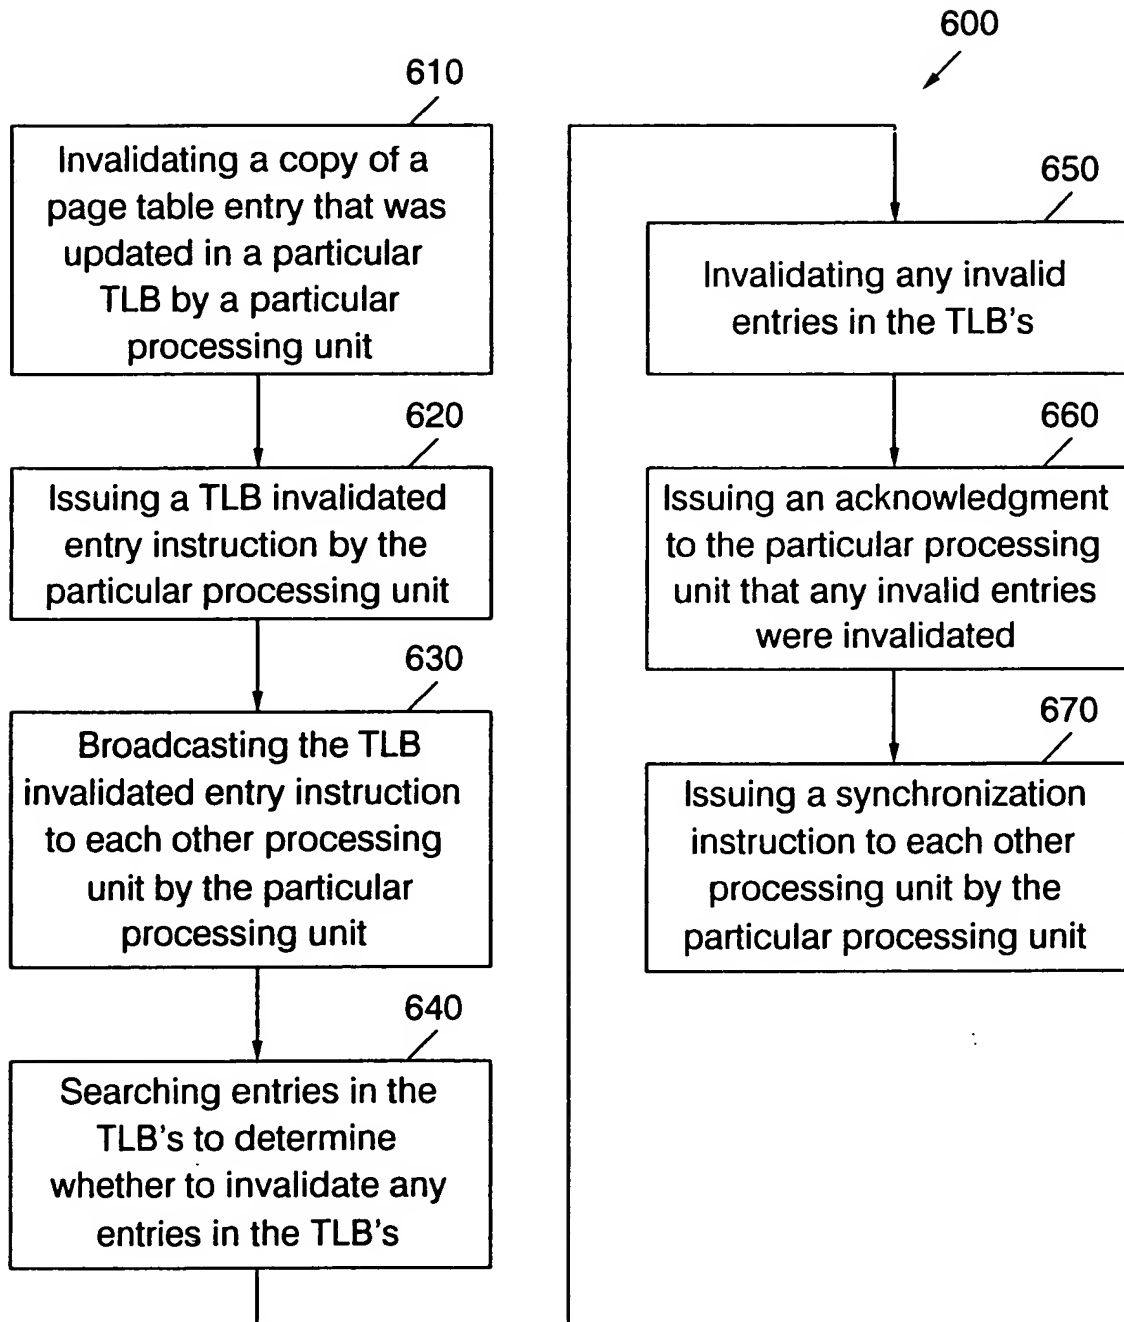 600
610
Invalidating a copy of a
page table entry that was
updated in a particular
TLB by a particular
processing unit
620
Issuing a TLB invalidated
entry instruction by the
particular processing unit
630
Broadcasting the TLB
invalidated entry instruction
to each other processing
unit by the particular
processing unit
640
Searching entries in the
TLB's to determine
whether to invalidate any
entries in the TLB's
650
Invalidating any invalid
entries in the TLB's
660
Issuing an acknowledgment
to the particular processing
unit that any invalid entries
were invalidated
670
Issuing a synchronization
instruction to each other
processing unit by the
particular processing unit